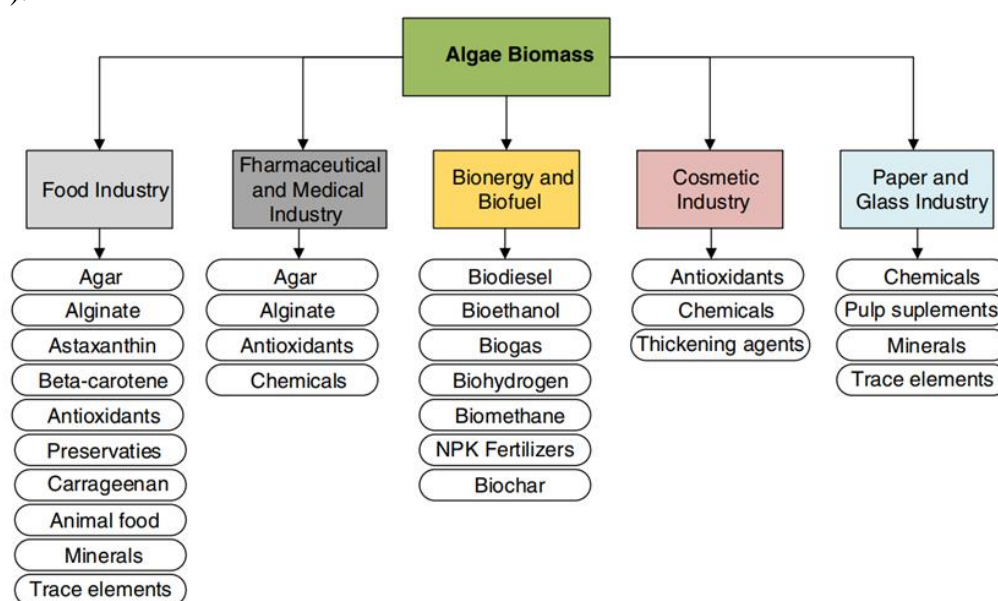 ).
Algae Biomass
Food Industry
Fharmaceutical
and Medical
Industry
Bionergy and
Biofuel
Cosmetic
Industry
Paper and
Glass Industry
Agar
Alginate
Astaxanthin
Beta-carotene
Antioxidants
Preservaties
Carrageenan
Animal food
Minerals
Trace elements
Agar
Alginate
Antioxidants
Chemicals
Biodiesel
Bioethanol
Biogas
Biohydrogen
Biomethane
NPK Fertilizers
Biochar
Antioxidants
Chemicals
Thickening agents
Chemicals
Pulp suplements
Minerals
Trace elements